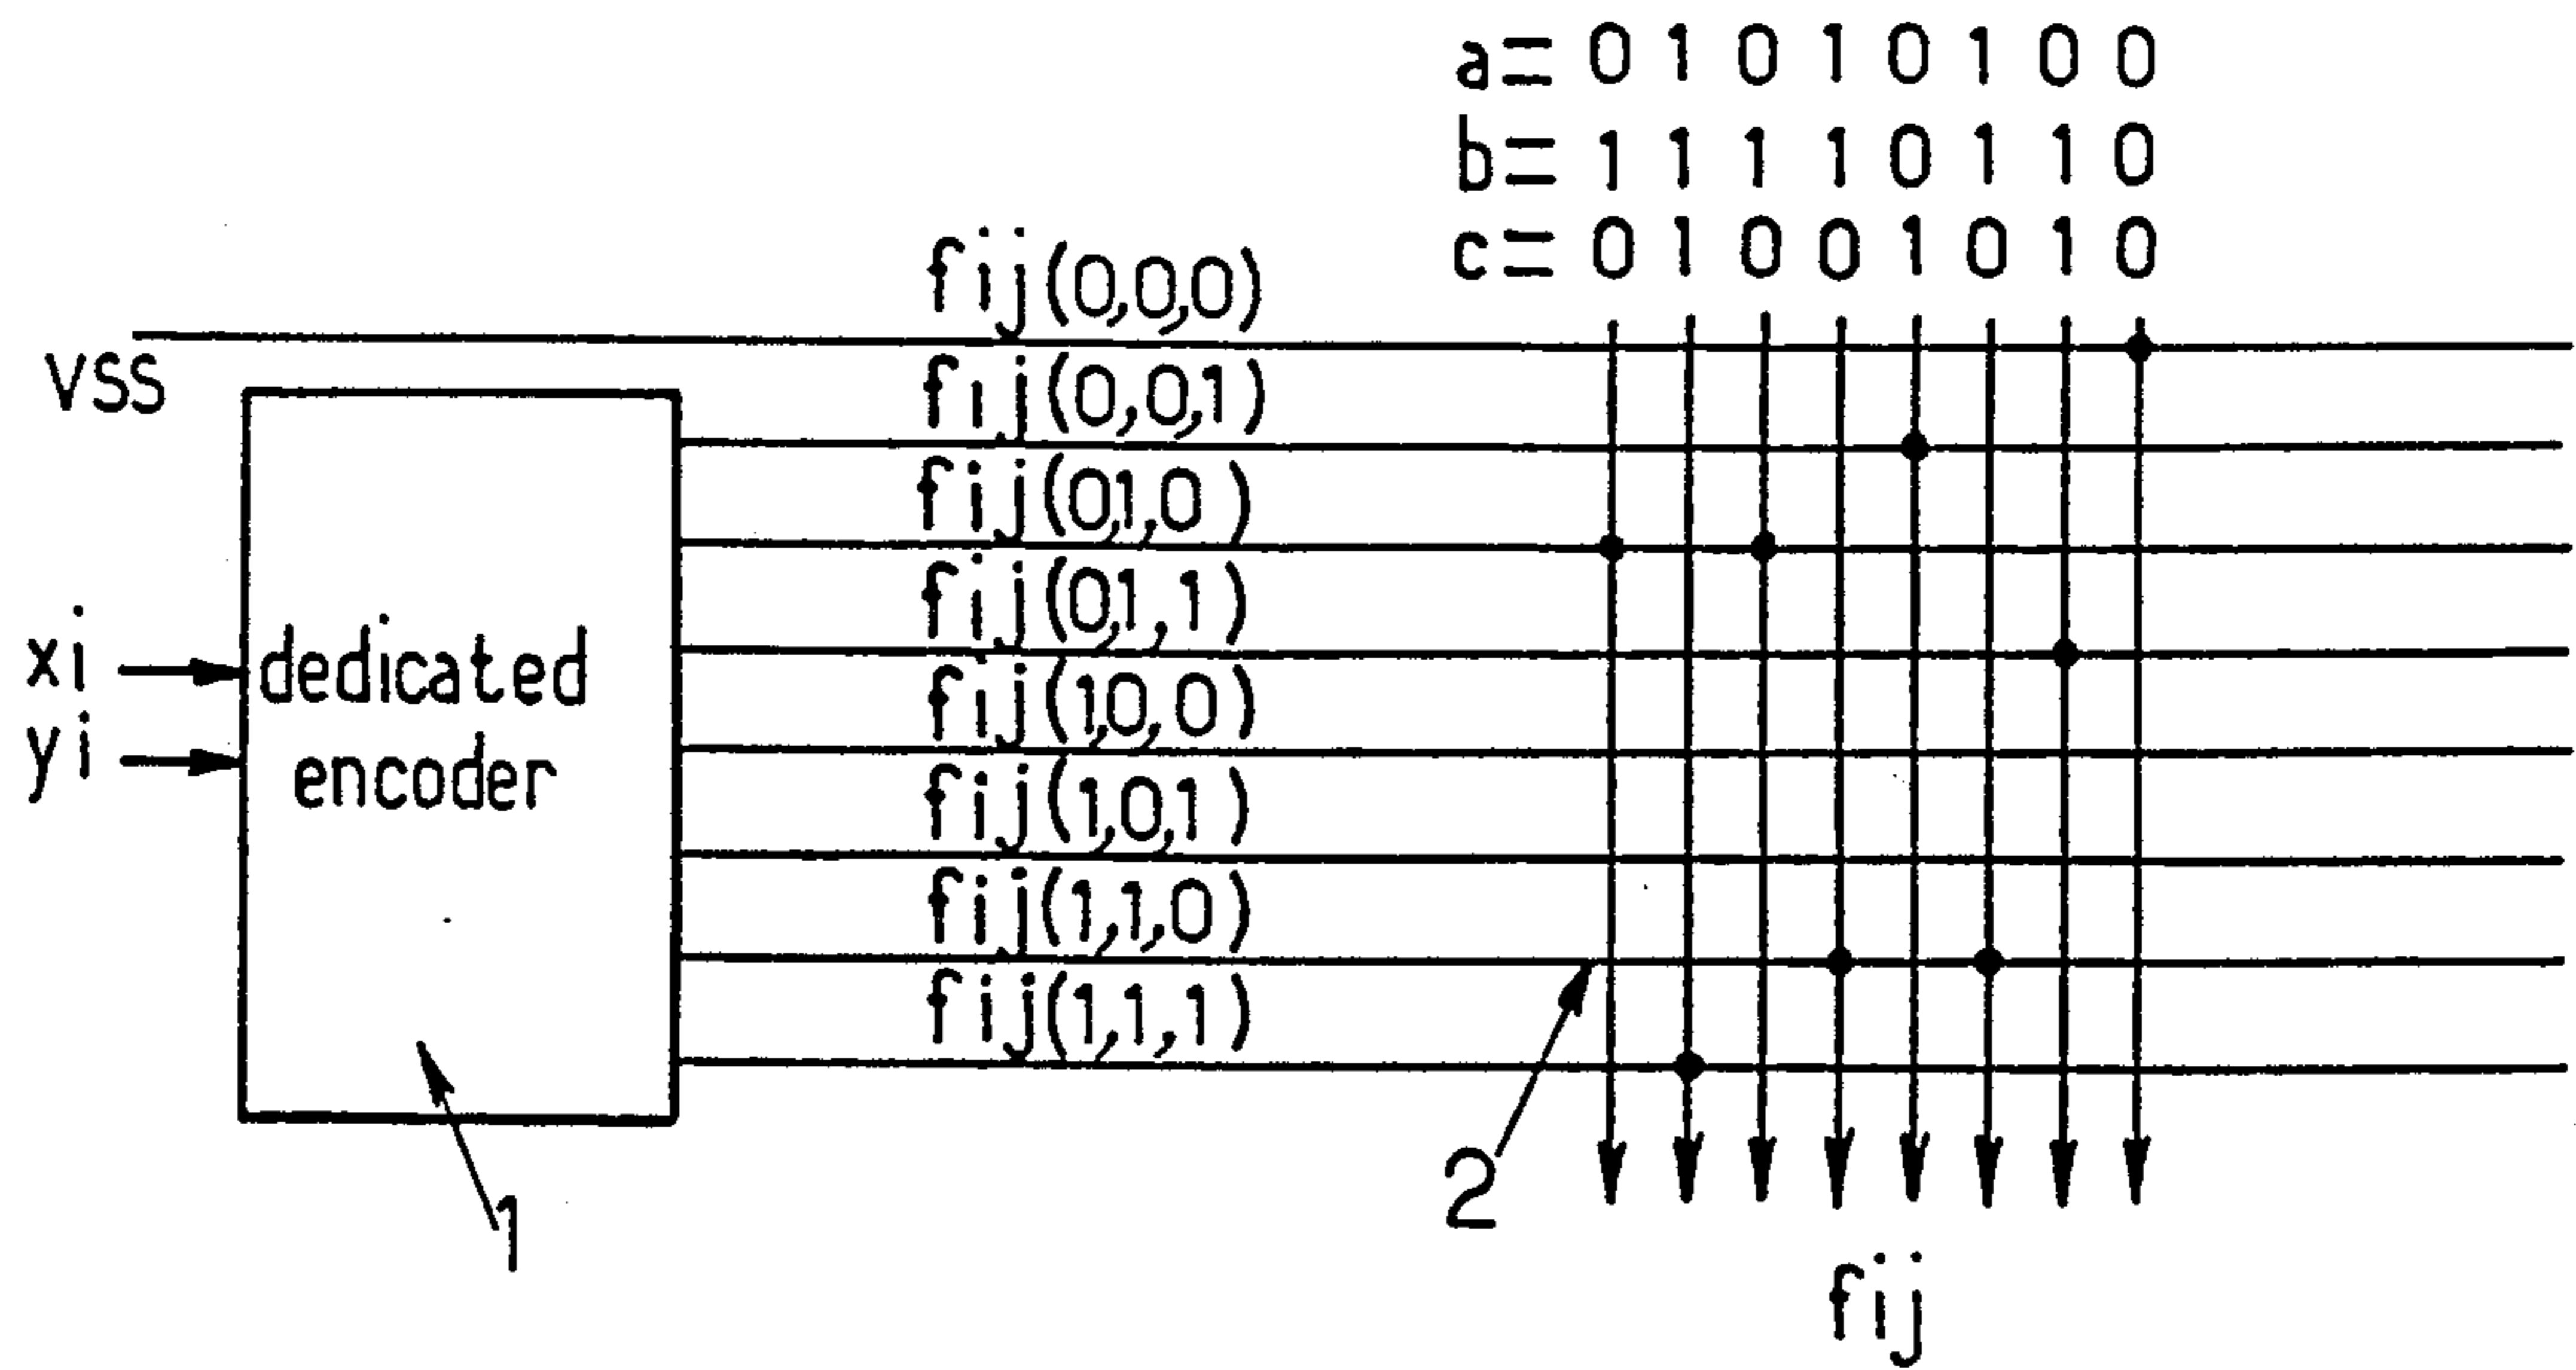 a= 0 1 0 1 0 1 0 0
b= 1 1 1 1 0 1 1 0
c= 0 1 0 0 1 0 1 0
fij(0,0,0)
VSS
fij(0,0,1)
fij(0,1,0)
fij(0,1,1)
xi
dedicated
fij(1,0,0)
yi
encoder
fij(1,0,1)
fij(1,1,0)
fij(1,1,1)
2
1
fij